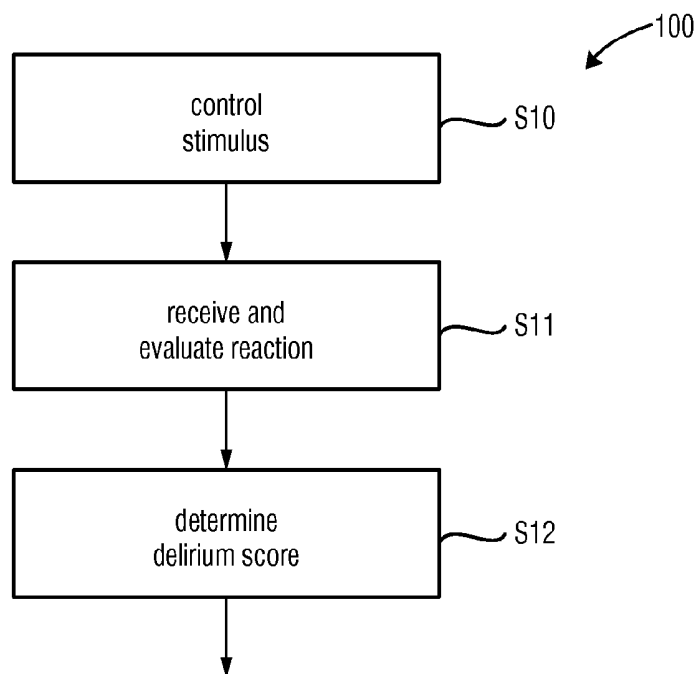 100
control
stimulus
S10
receive and
evaluate reaction
S11
determine
delirium score
S12